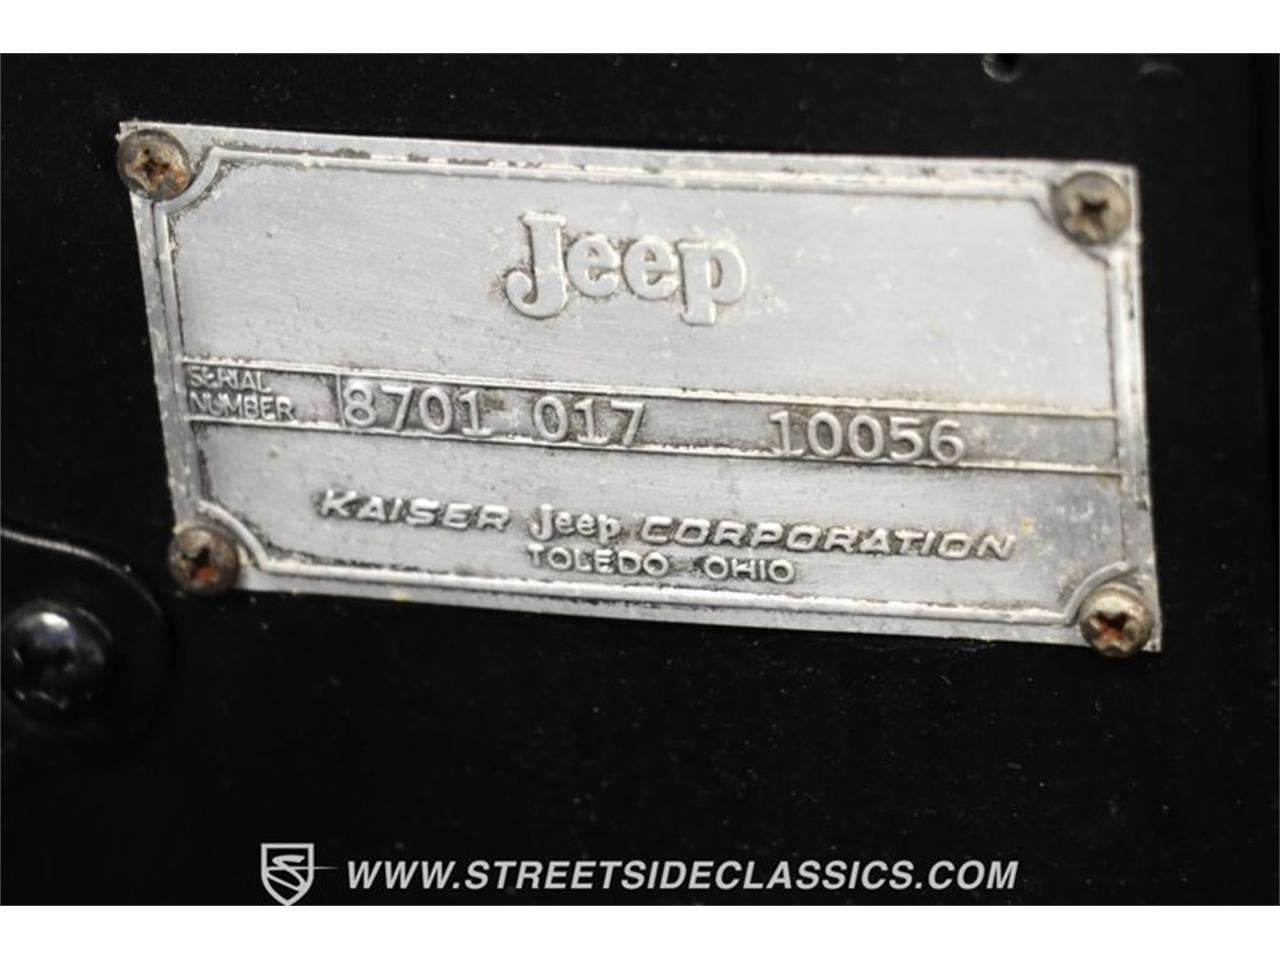 Jeep
SERIAL
NUMBER 8701 017 10056
KAISER Jeep CORPORATION
TOLEDO OHIO
WWW.STREETSIDECLASSICS.COM